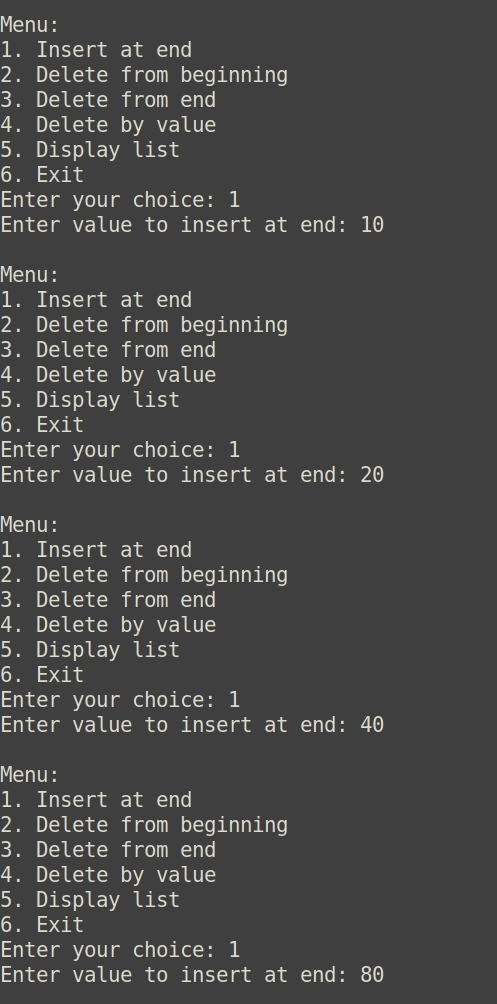 Menu:
1. Insert at end
2. Delete from beginning
3. Delete from end
4. Delete by value
5. Display list
6. Exit
Enter your choice: 1
Enter value to insert at end: 10

Menu:
1. Insert at end
2. Delete from beginning
3. Delete from end
4. Delete by value
5. Display list
6. Exit
Enter your choice: 1
Enter value to insert at end: 20

Menu:
1. Insert at end
2. Delete from beginning
3. Delete from end
4. Delete by value
5. Display list
6. Exit
Enter your choice: 1
Enter value to insert at end: 40

Menu:
1. Insert at end
2. Delete from beginning
3. Delete from end
4. Delete by value
5. Display list
6. Exit
Enter your choice: 1
Enter value to insert at end: 80